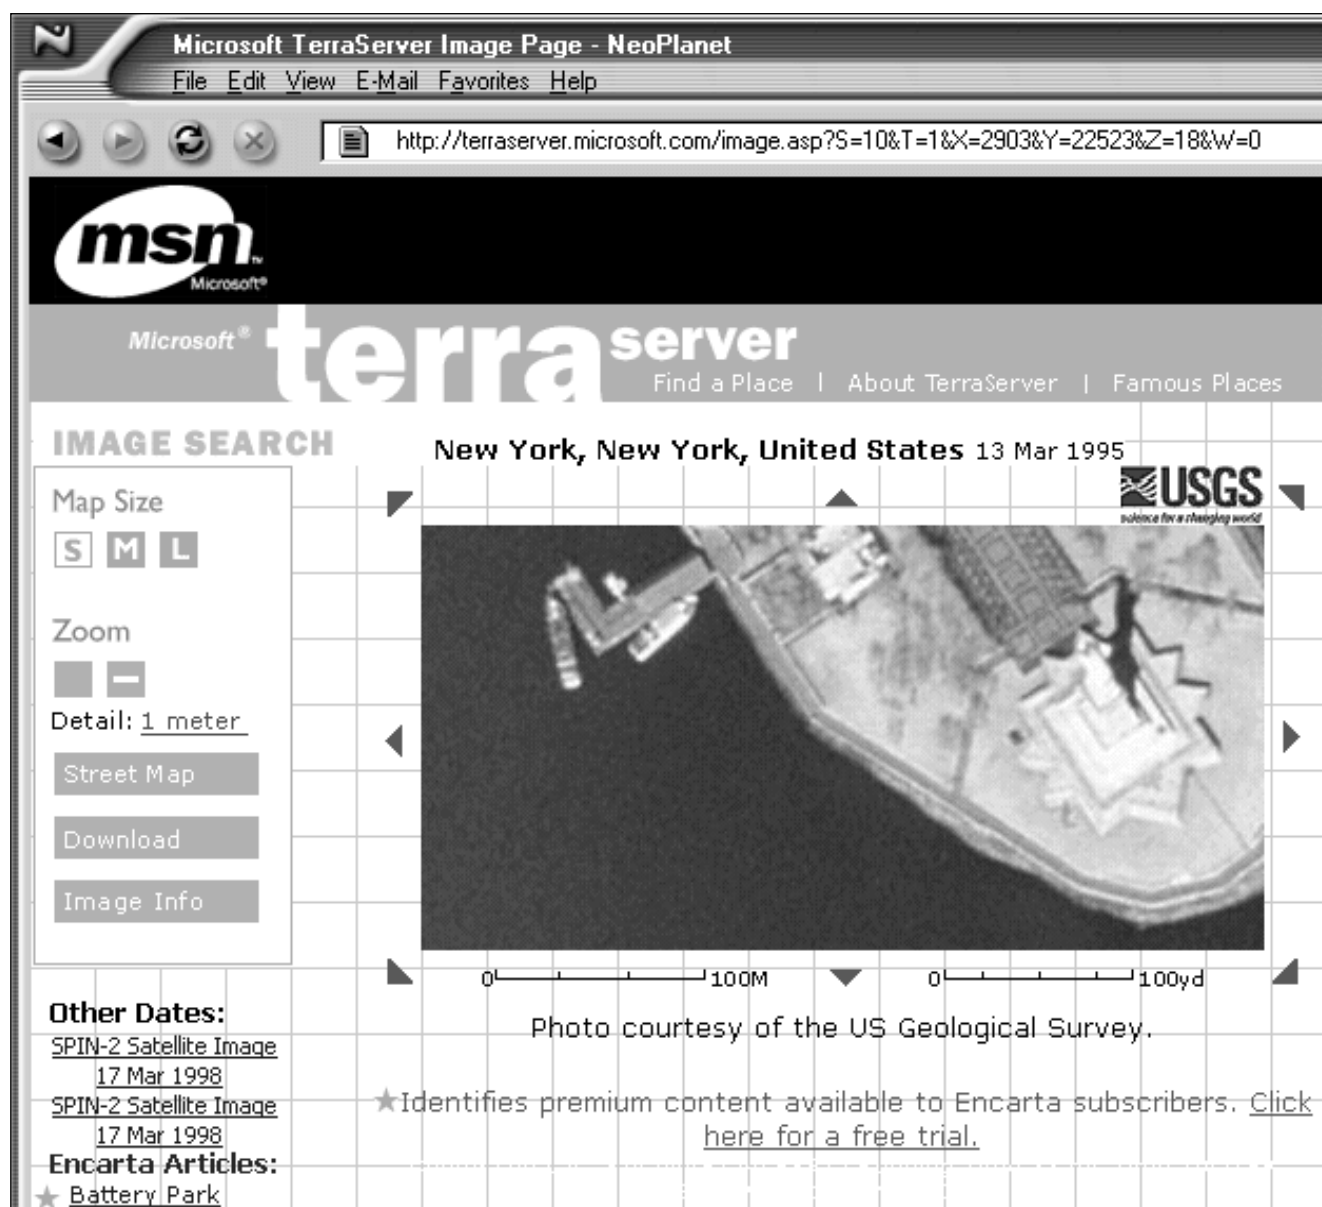 Microsoft TerraServer Image Page - NeoPlanet
File Edit View E-Mail Favorites Help
http://terraserver.microsoft.com/image.asp?S=10&T=1&X=2903&Y=22523&Z=18&W=0
msn TM
Microsoft®
Microsoft® terra server
Find a Place | About TerraServer | Famous Places
IMAGE SEARCH
New York, New York, United States 13 Mar 1995
USGS
science for a changing world
Map Size
S M L
Zoom
Detail: 1 meter
Street Map
Download
Image Info
0 100M 0 100yd
Photo courtesy of the US Geological Survey.
Other Dates:
SPIN-2 Satellite Image
17 Mar 1998
SPIN-2 Satellite Image
17 Mar 1998
Encarta Articles:
Battery Park
Identifies premium content available to Encarta subscribers. Click
here for a free trial.